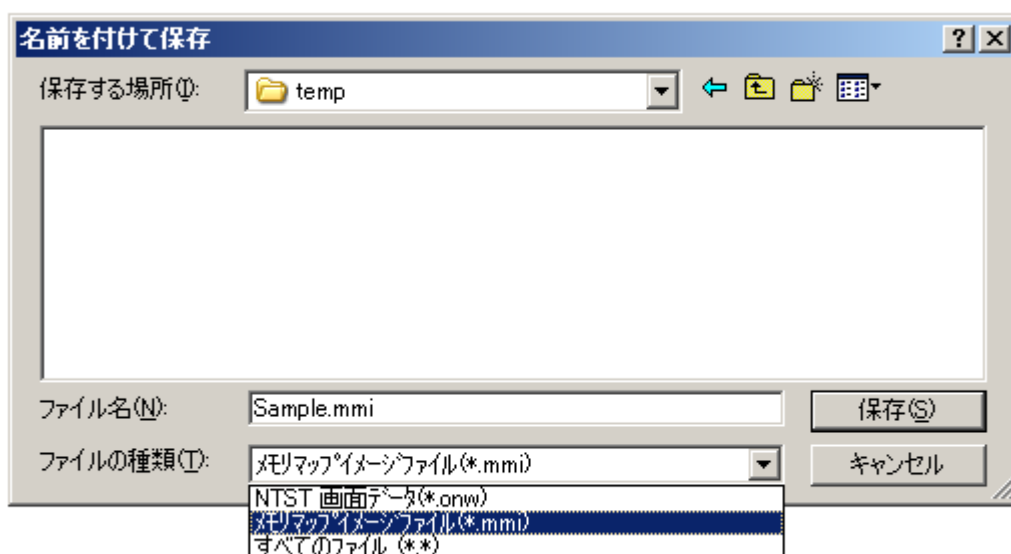 名前を付けて保存
保存する場所(I):
temp
ファイル名(N):
Sample.mmi
保存(S)
ファイルの種類(T):
ﾒﾓﾘﾏｯﾌﾟｲﾒｰｼﾞﾌｧｲﾙ(*.mmi)
キャンセル
NTST 画面ﾃﾞｰﾀ(*.onw)
ﾒﾓﾘﾏｯﾌﾟｲﾒｰｼﾞﾌｧｲﾙ(*.mmi)
すべてのﾌｧｲﾙ (*.*)